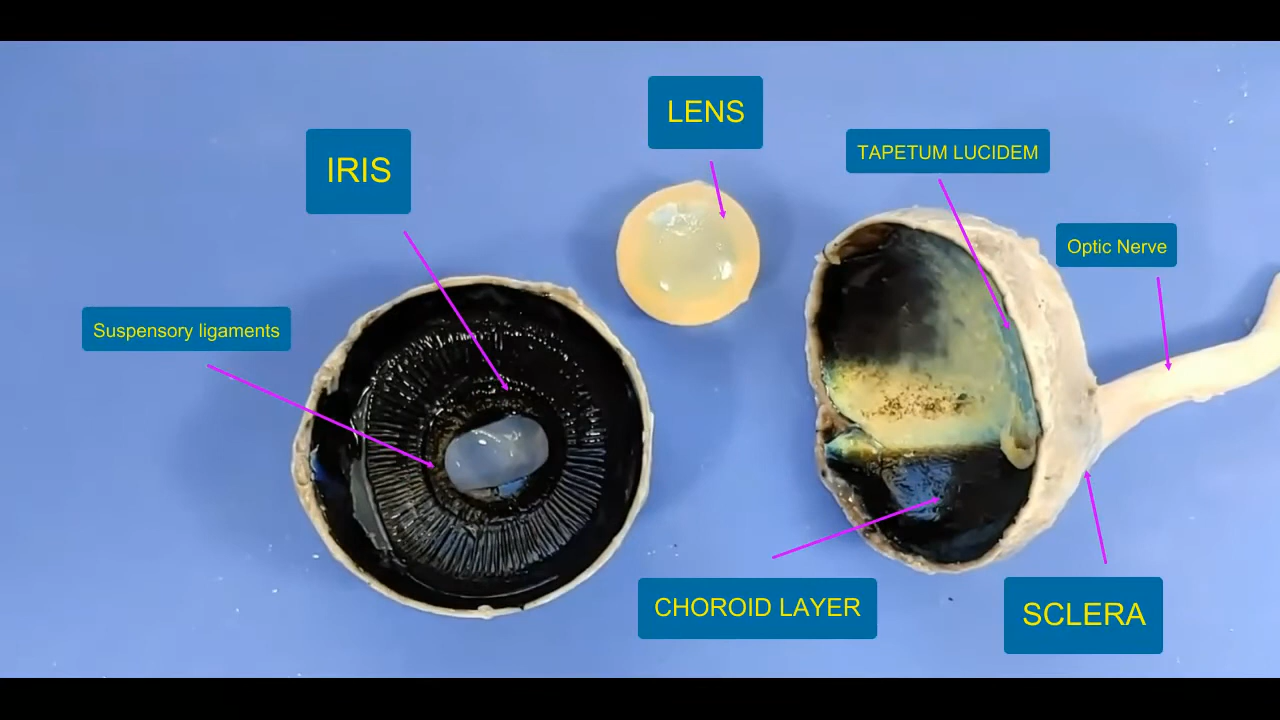 LENS
IRIS
TAPETUM LUCIDEM
Optic Nerve
Suspensory ligaments
CHOROID LAYER
SCLERA